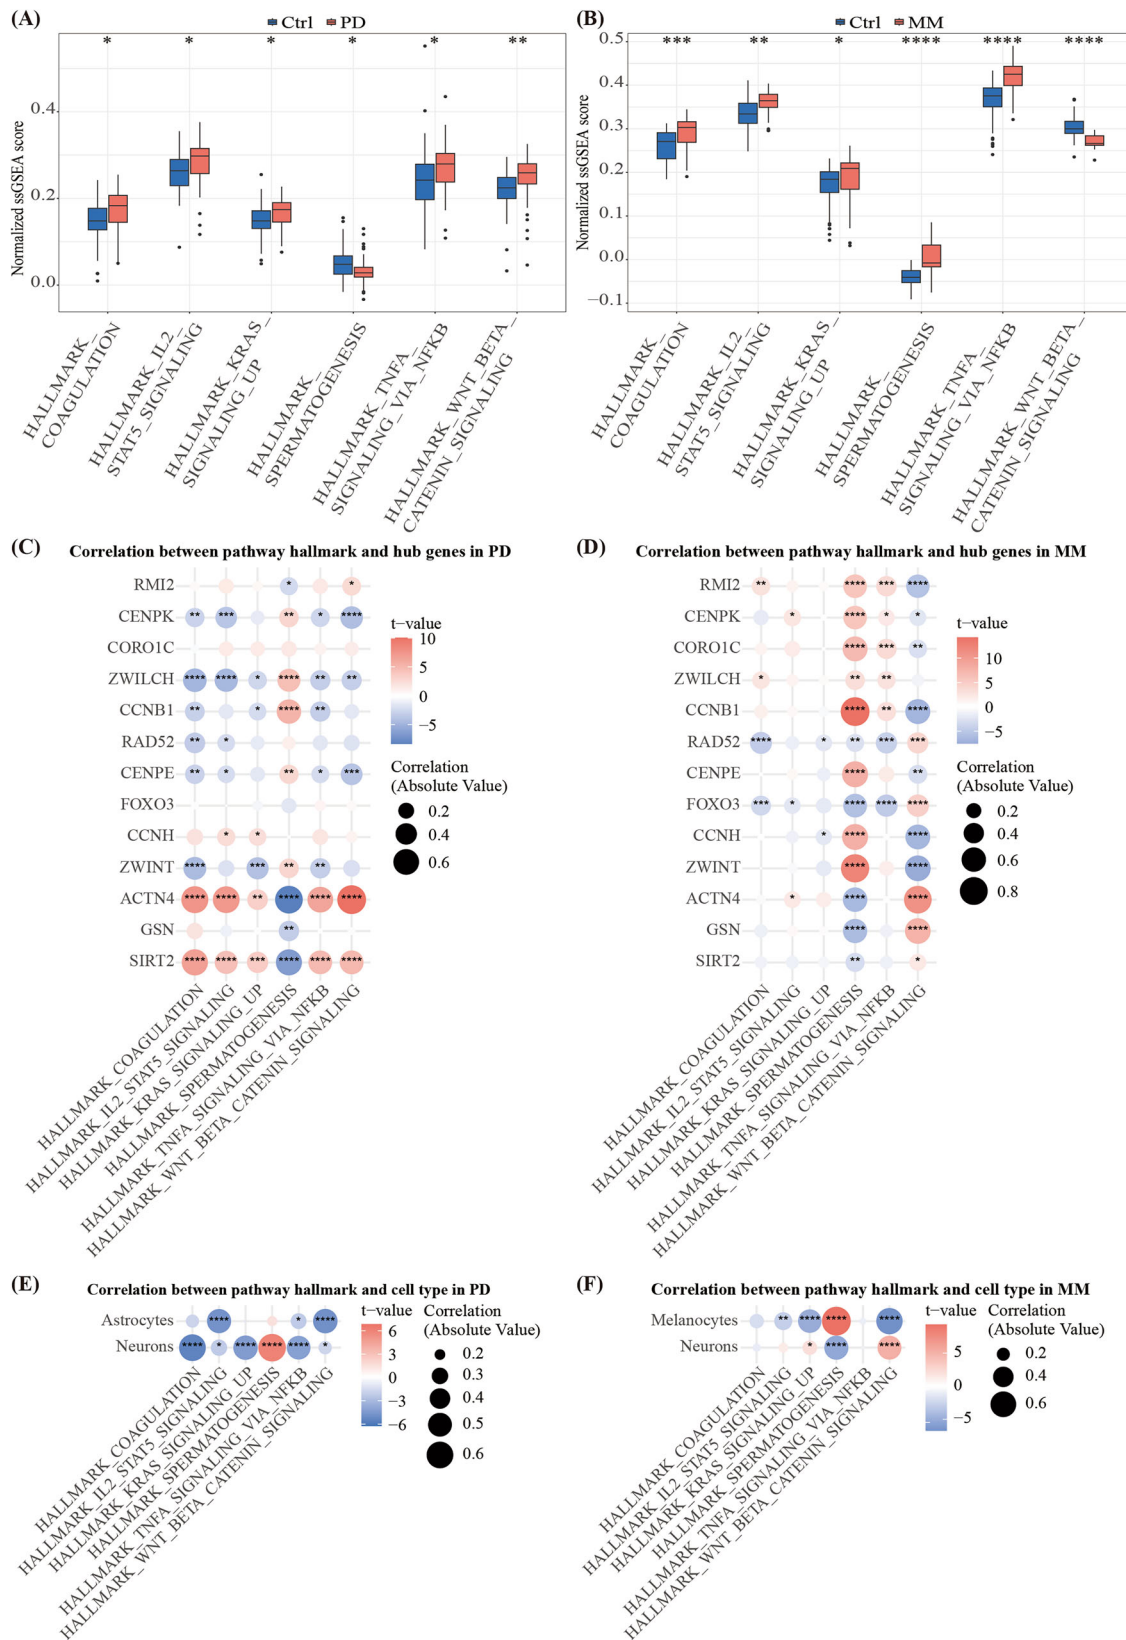 (A)
Ctrl PD
* * * * * **
Normalized ssGSEA score
0.4
0.2
0.0
HALLMARK_
COAGULATION
HALLMARK_IL2_
STAT5_SIGNALING
HALLMARK_KRAS_
SIGNALING_UP
HALLMARK_
SPERMATOGENESIS
HALLMARK_TNFA_
SIGNALING_VIA_NFKB
HALLMARK_WNT_BETA_
CATENIN_SIGNALING
(B)
Ctrl MM
*** ** * **** **** ****
Normalized ssGSEA score
0.5
0.4
0.3
0.2
0.1
0.0
−0.1
HALLMARK_
COAGULATION
HALLMARK_IL2_
STAT5_SIGNALING
HALLMARK_KRAS_
SIGNALING_UP
HALLMARK_
SPERMATOGENESIS
HALLMARK_TNFA_
SIGNALING_VIA_NFKB
HALLMARK_WNT_BETA_
CATENIN_SIGNALING
(C)
Correlation between pathway hallmark and hub genes in PD
RMI2 * *
CENPK ** *** ** * ****
CORO1C
ZWILCH **** **** * **** ** **
CCNB1 ** * **** **
RAD52 ** *
CENPE ** * ** * ***
FOXO3
CCNH * *
ZWINT **** *** ** **
ACTN4 **** **** ** **** **** ****
GSN **
SIRT2 **** **** *** **** **** ****
HALLMARK_COAGULATION
HALLMARK_IL2_STAT5_SIGNALING
HALLMARK_KRAS_SIGNALING_UP
HALLMARK_SPERMATOGENESIS
HALLMARK_TNFA_SIGNALING_VIA_NFKB
HALLMARK_WNT_BETA_CATENIN_SIGNALING
t−value
10
5
0
−5
Correlation
(Absolute Value)
0.2
0.4
0.6
(D)
Correlation between pathway hallmark and hub genes in MM
RMI2 ** **** *** ****
CENPK * **** * *
CORO1C **** *** **
ZWILCH * ** **
CCNB1 **** ** ****
RAD52 **** * ** *** ***
CENPE **** **
FOXO3 *** * **** **** ****
CCNH * **** ****
ZWINT **** ****
ACTN4 * **** ****
GSN **** ****
SIRT2 ** *
HALLMARK_COAGULATION
HALLMARK_IL2_STAT5_SIGNALING
HALLMARK_KRAS_SIGNALING_UP
HALLMARK_SPERMATOGENESIS
HALLMARK_TNFA_SIGNALING_VIA_NFKB
HALLMARK_WNT_BETA_CATENIN_SIGNALING
t−value
10
5
0
−5
Correlation
(Absolute Value)
0.2
0.4
0.6
0.8
(E)
Correlation between pathway hallmark and cell type in PD
Astrocytes **** * ****
Neurons **** * **** **** **** *
HALLMARK_COAGULATION
HALLMARK_IL2_STAT5_SIGNALING
HALLMARK_KRAS_SIGNALING_UP
HALLMARK_SPERMATOGENESIS
HALLMARK_TNFA_SIGNALING_VIA_NFKB
HALLMARK_WNT_BETA_CATENIN_SIGNALING
t−value
6
3
0
−3
−6
Correlation
(Absolute Value)
0.2
0.3
0.4
0.5
0.6
(F)
Correlation between pathway hallmark and cell type in MM
Melanocytes ** **** **** ****
Neurons * **** ****
HALLMARK_COAGULATION
HALLMARK_IL2_STAT5_SIGNALING
HALLMARK_KRAS_SIGNALING_UP
HALLMARK_SPERMATOGENESIS
HALLMARK_TNFA_SIGNALING_VIA_NFKB
HALLMARK_WNT_BETA_CATENIN_SIGNALING
t−value
5
0
−5
Correlation
(Absolute Value)
0.2
0.4
0.6